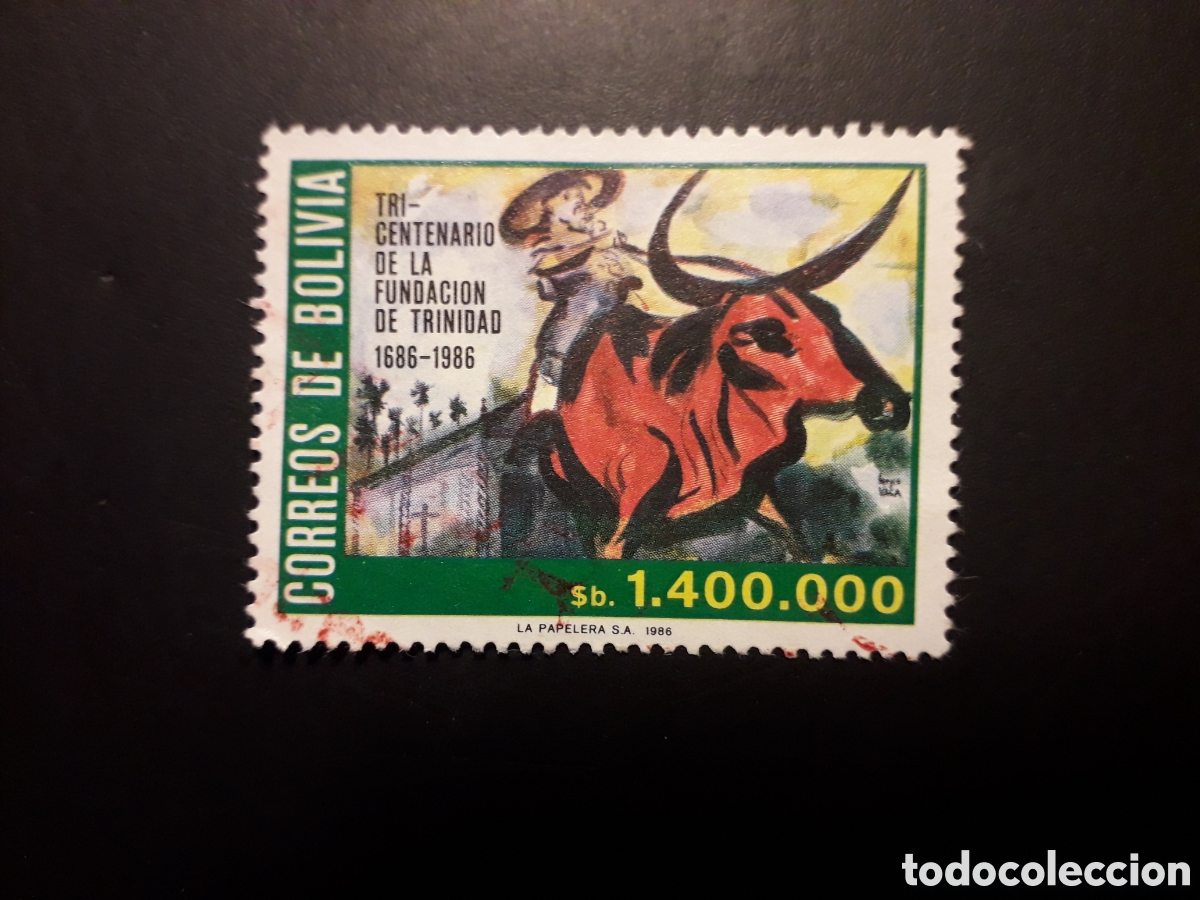 CORREOS DE BOLIVIA
TRI-
CENTENARIO
DE LA
FUNDACION
DE TRINIDAD
1686-1986
$b. 1.400.000
LA PAPELERA S.A. 1986
todocoleccion